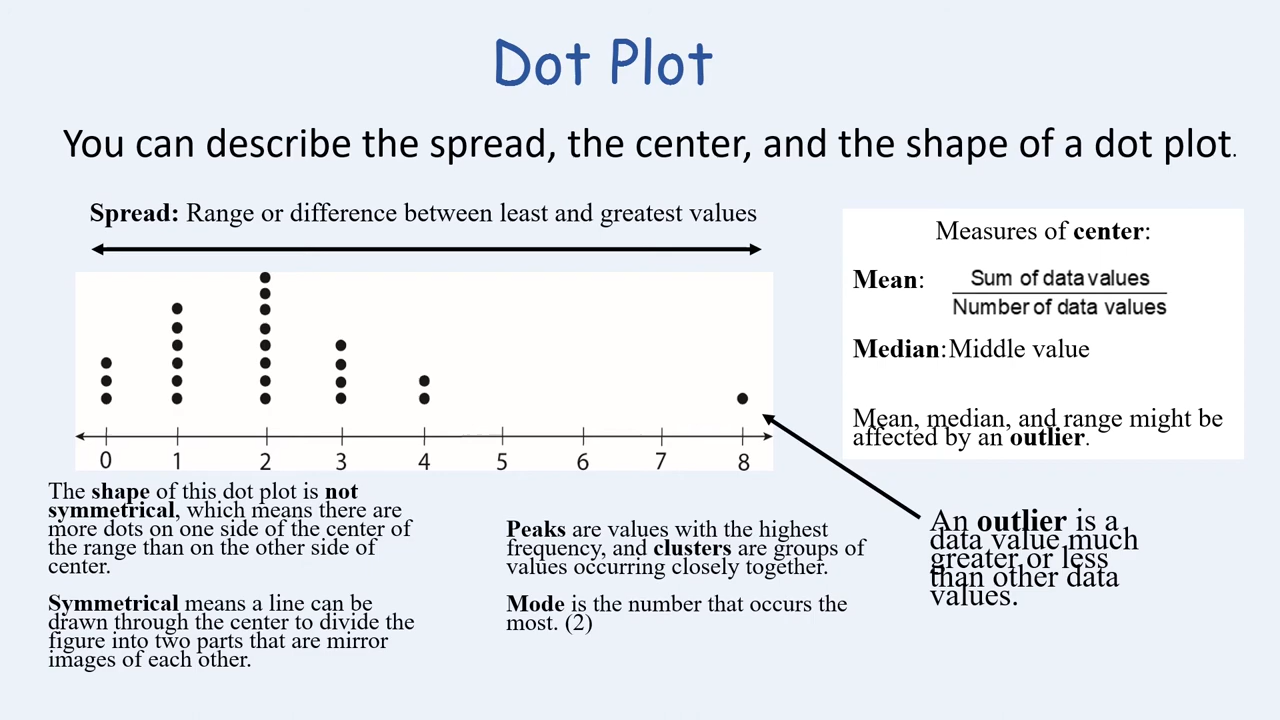 Dot Plot
You can describe the spread, the center, and the shape of a dot plot.
Spread: Range or difference between least and greatest values
Measures of center:
Mean: Sum of data values
Number of data values
Median:Middle value
Mean, median, and range might be
affected by an outlier.
0 1 2 3 4 5 6 7 8
The shape of this dot plot is not
symmetrical, which means there are
more dots on one side of the center of
the range than on the other side of
center.
Symmetrical means a line can be
drawn through the center to divide the
figure into two parts that are mirror
images of each other.
Peaks are values with the highest
frequency, and clusters are groups of
values occurring closely together.
Mode is the number that occurs the
most. (2)
An outlier is a
data value much
greater or less
than other data
values.